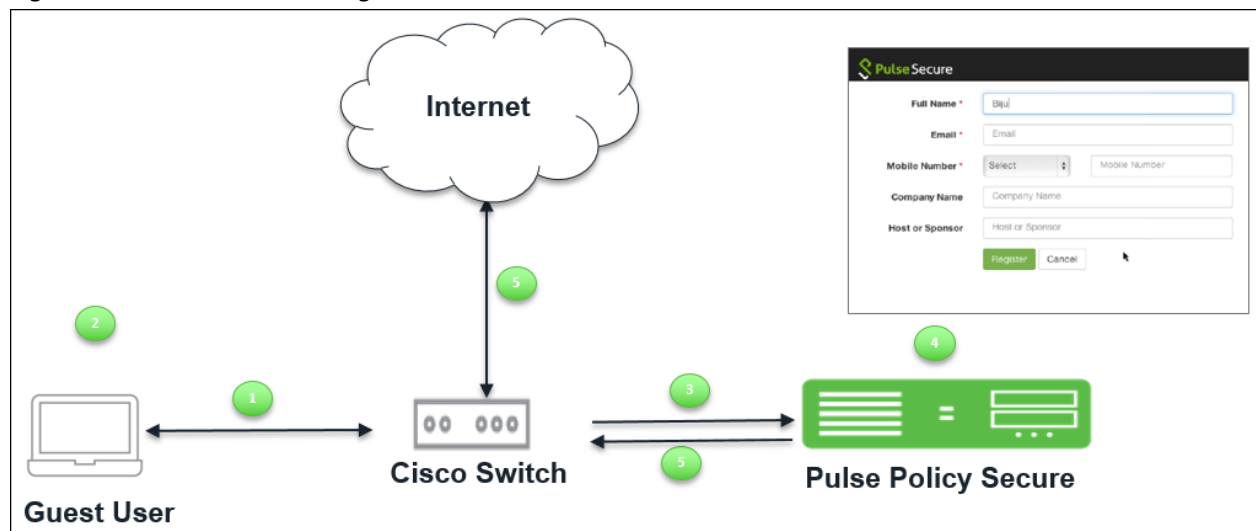 Internet
Pulse Secure
Full Name *
Biju
Email *
Email
Mobile Number *
Select
Mobile Number
Company Name
Company Name
Host or Sponsor
Host or Sponsor
Register
Cancel
5
2
4
1
3
5
Cisco Switch
Pulse Policy Secure
Guest User